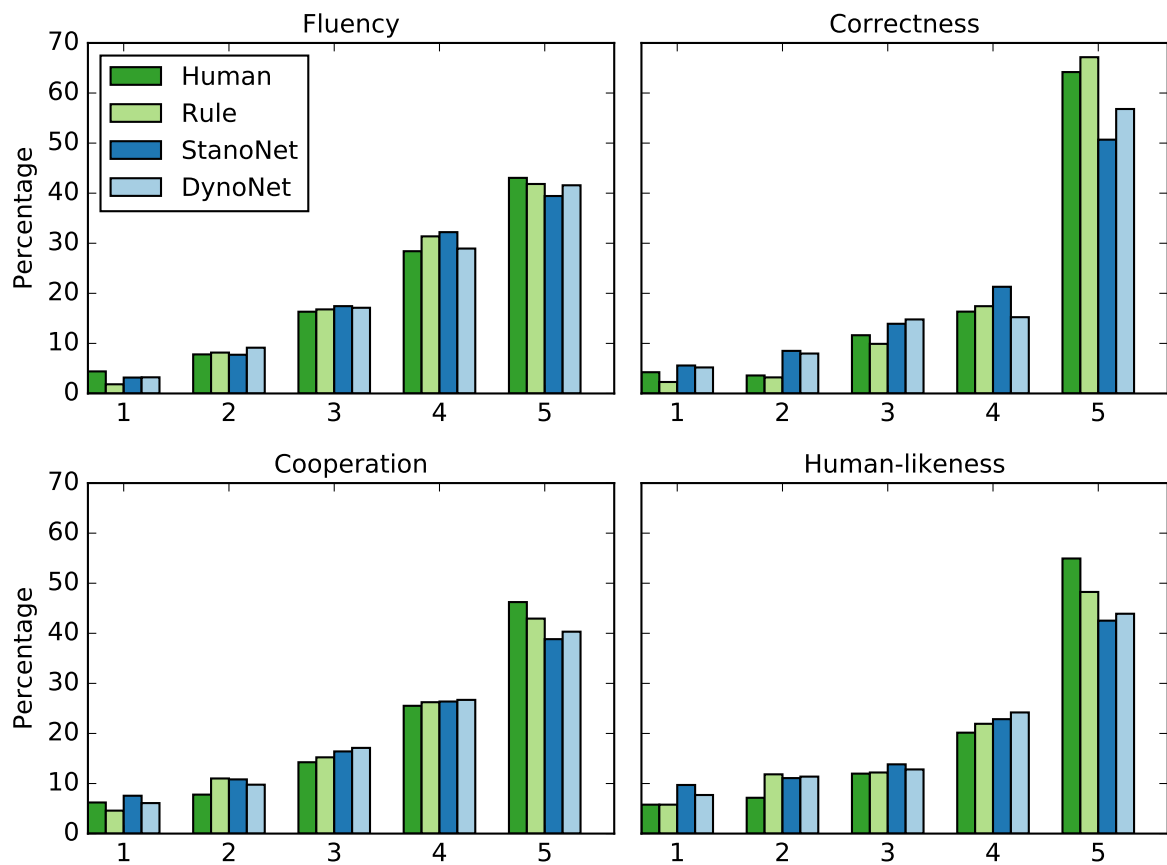 Fluency
Correctness
70
60
50
40
30
20
10
0
Percentage
Human
Rule
StanoNet
DynoNet
1 2 3 4 5
1 2 3 4 5
Cooperation
Human-likeness
70
60
50
40
30
20
10
0
Percentage
1 2 3 4 5
1 2 3 4 5